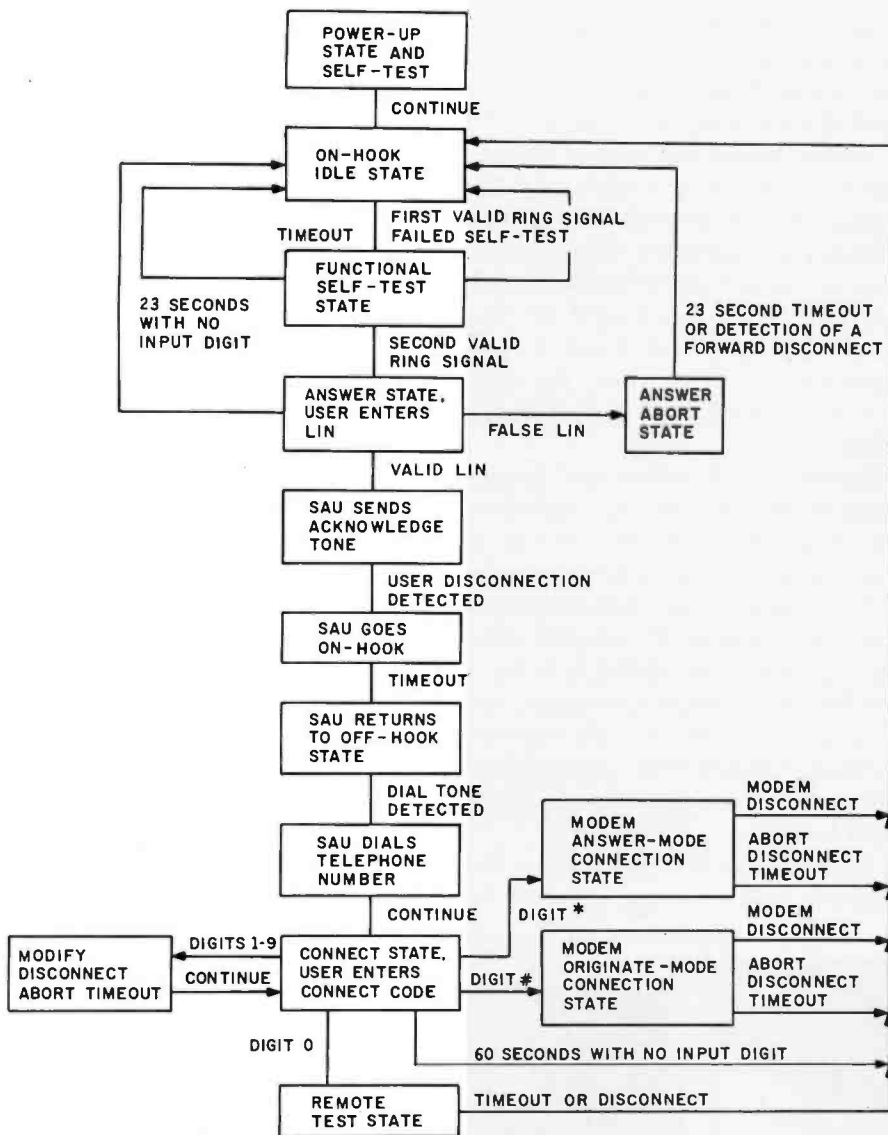 POWER-UP
STATE AND
SELF-TEST
CONTINUE
ON-HOOK
IDLE STATE
TIMEOUT
FIRST VALID RING SIGNAL
FAILED SELF-TEST
FUNCTIONAL
SELF-TEST
STATE
23 SECONDS
WITH NO
INPUT DIGIT
23 SECOND TIMEOUT
OR DETECTION OF A
FORWARD DISCONNECT
SECOND VALID
RING SIGNAL
ANSWER STATE,
USER ENTERS
LIN
FALSE LIN
ANSWER
ABORT
STATE
VALID LIN
SAU SENDS
ACKNOWLEDGE
TONE
USER DISCONNECTION
DETECTED
SAU GOES
ON-HOOK
TIMEOUT
SAU RETURNS
TO OFF-HOOK
STATE
DIAL TONE
DETECTED
SAU DIALS
TELEPHONE
NUMBER
MODEM
ANSWER-MODE
CONNECTION
STATE
MODEM
DISCONNECT
ABORT
DISCONNECT
TIMEOUT
CONTINUE
DIGIT *
MODIFY
DISCONNECT
ABORT TIMEOUT
DIGITS 1-9
CONTINUE
CONNECT STATE,
USER ENTERS
CONNECT CODE
DIGIT #
MODEM
ORIGINATE-MODE
CONNECTION
STATE
MODEM
DISCONNECT
ABORT
DISCONNECT
TIMEOUT
DIGIT 0
60 SECONDS WITH NO INPUT DIGIT
REMOTE
TEST STATE
TIMEOUT OR DISCONNECT